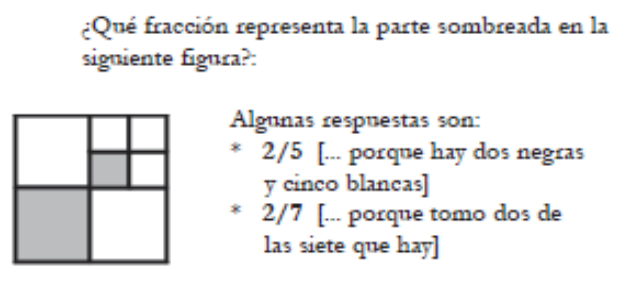 ¿Qué fracción representa la parte sombreada en la
siguiente figura?:
Algunas respuestas son:
* 2/5 [... porque hay dos negras
y cinco blancas]
* 2/7 [... porque tomo dos de
las siete que hay]